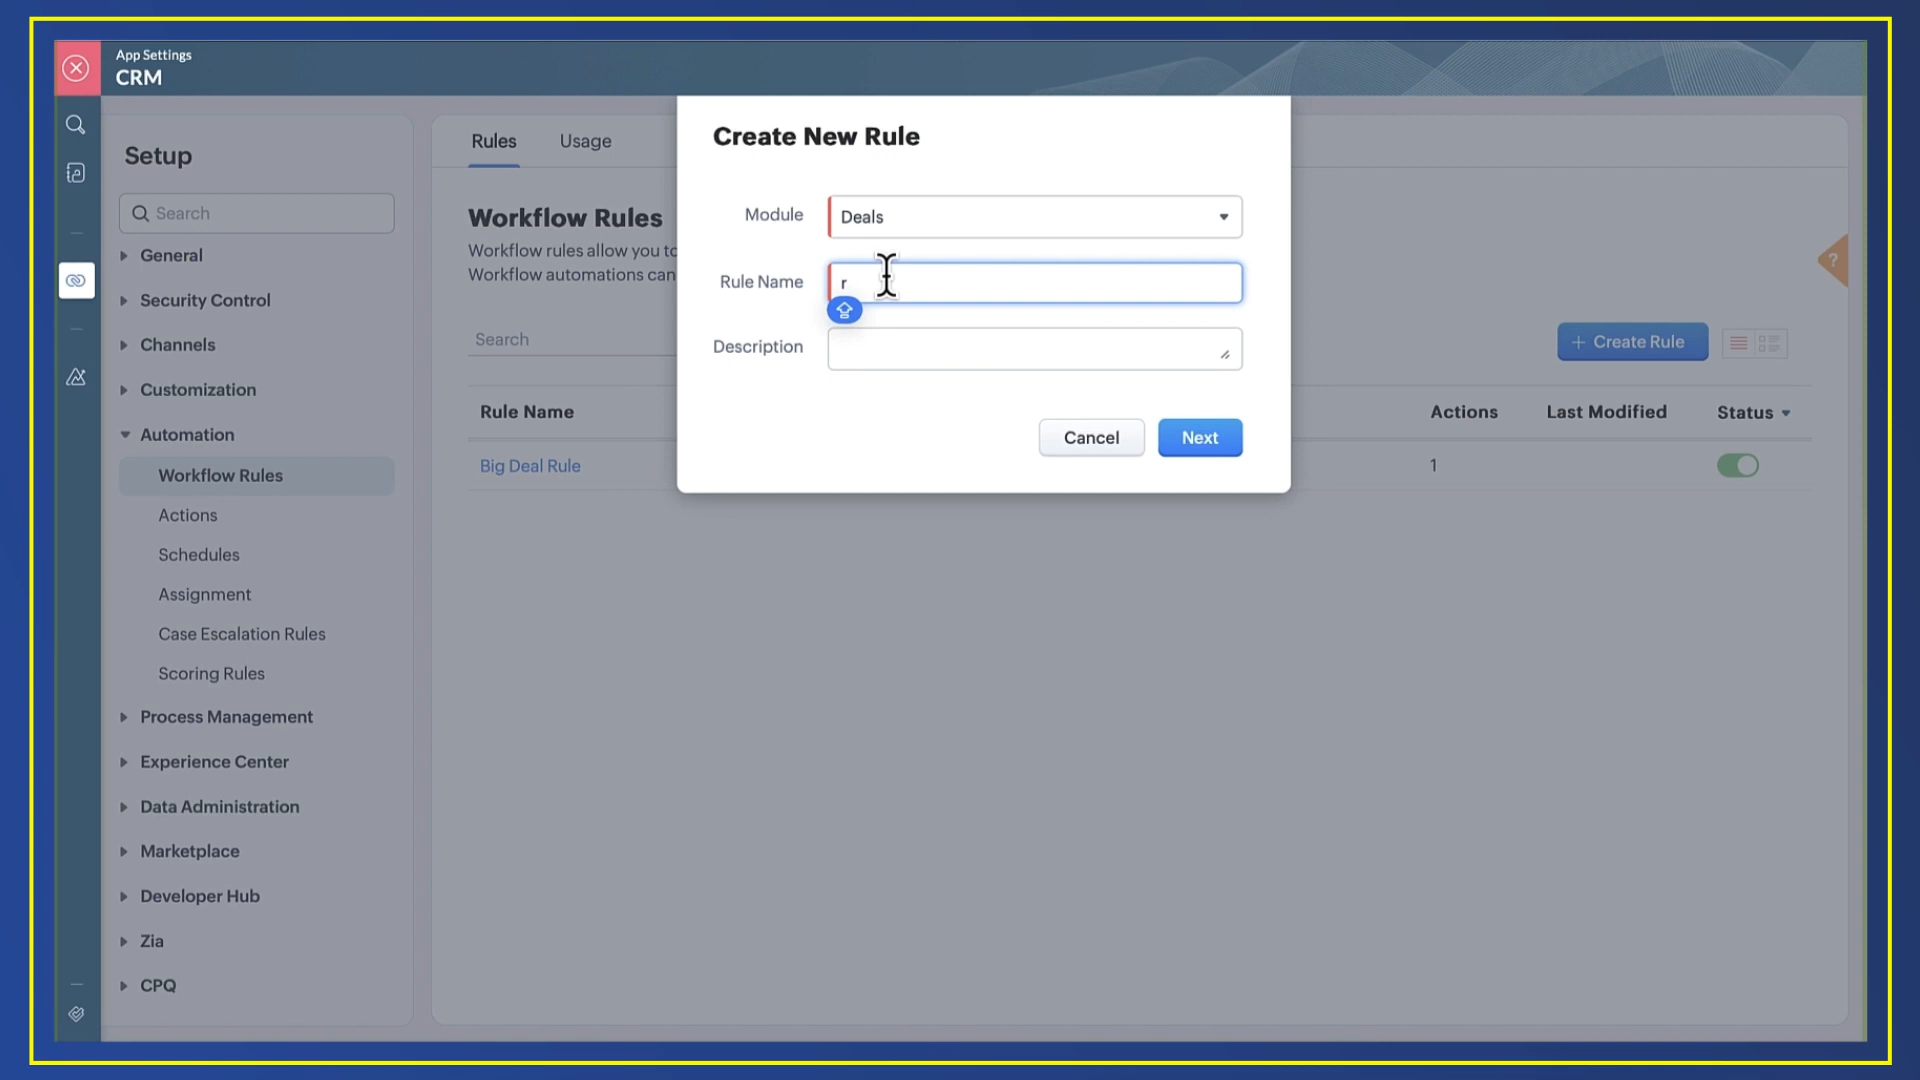 App Settings
CRM
Setup
Search
General
Security Control
Channels
Customization
Automation
Workflow Rules
Actions
Schedules
Assignment
Case Escalation Rules
Scoring Rules
Process Management
Experience Center
Data Administration
Marketplace
Developer Hub
Zia
CPQ
Rules Usage
Workflow Rules
Workflow rules allow you to
Workflow automations can
Search
+ Create Rule
Rule Name Actions Last Modified Status
Big Deal Rule 1
Create New Rule
Module Deals
Rule Name r
Description
Cancel Next
?